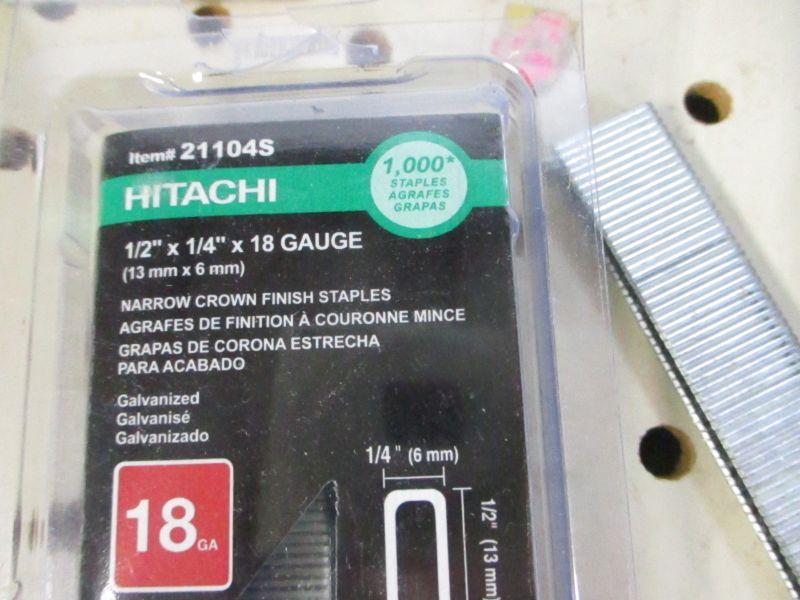 Item# 21104S
HITACHI
1,000*
STAPLES
AGRAFES
GRAPAS
1/2" x 1/4" x 18 GAUGE
(13 mm x 6 mm)
NARROW CROWN FINISH STAPLES
AGRAFES DE FINITION À COURONNE MINCE
GRAPAS DE CORONA ESTRECHA
PARA ACABADO
Galvanized
Galvanisé
Galvanizado
18 GA
1/4" (6 mm)
1/2" (13 mm)